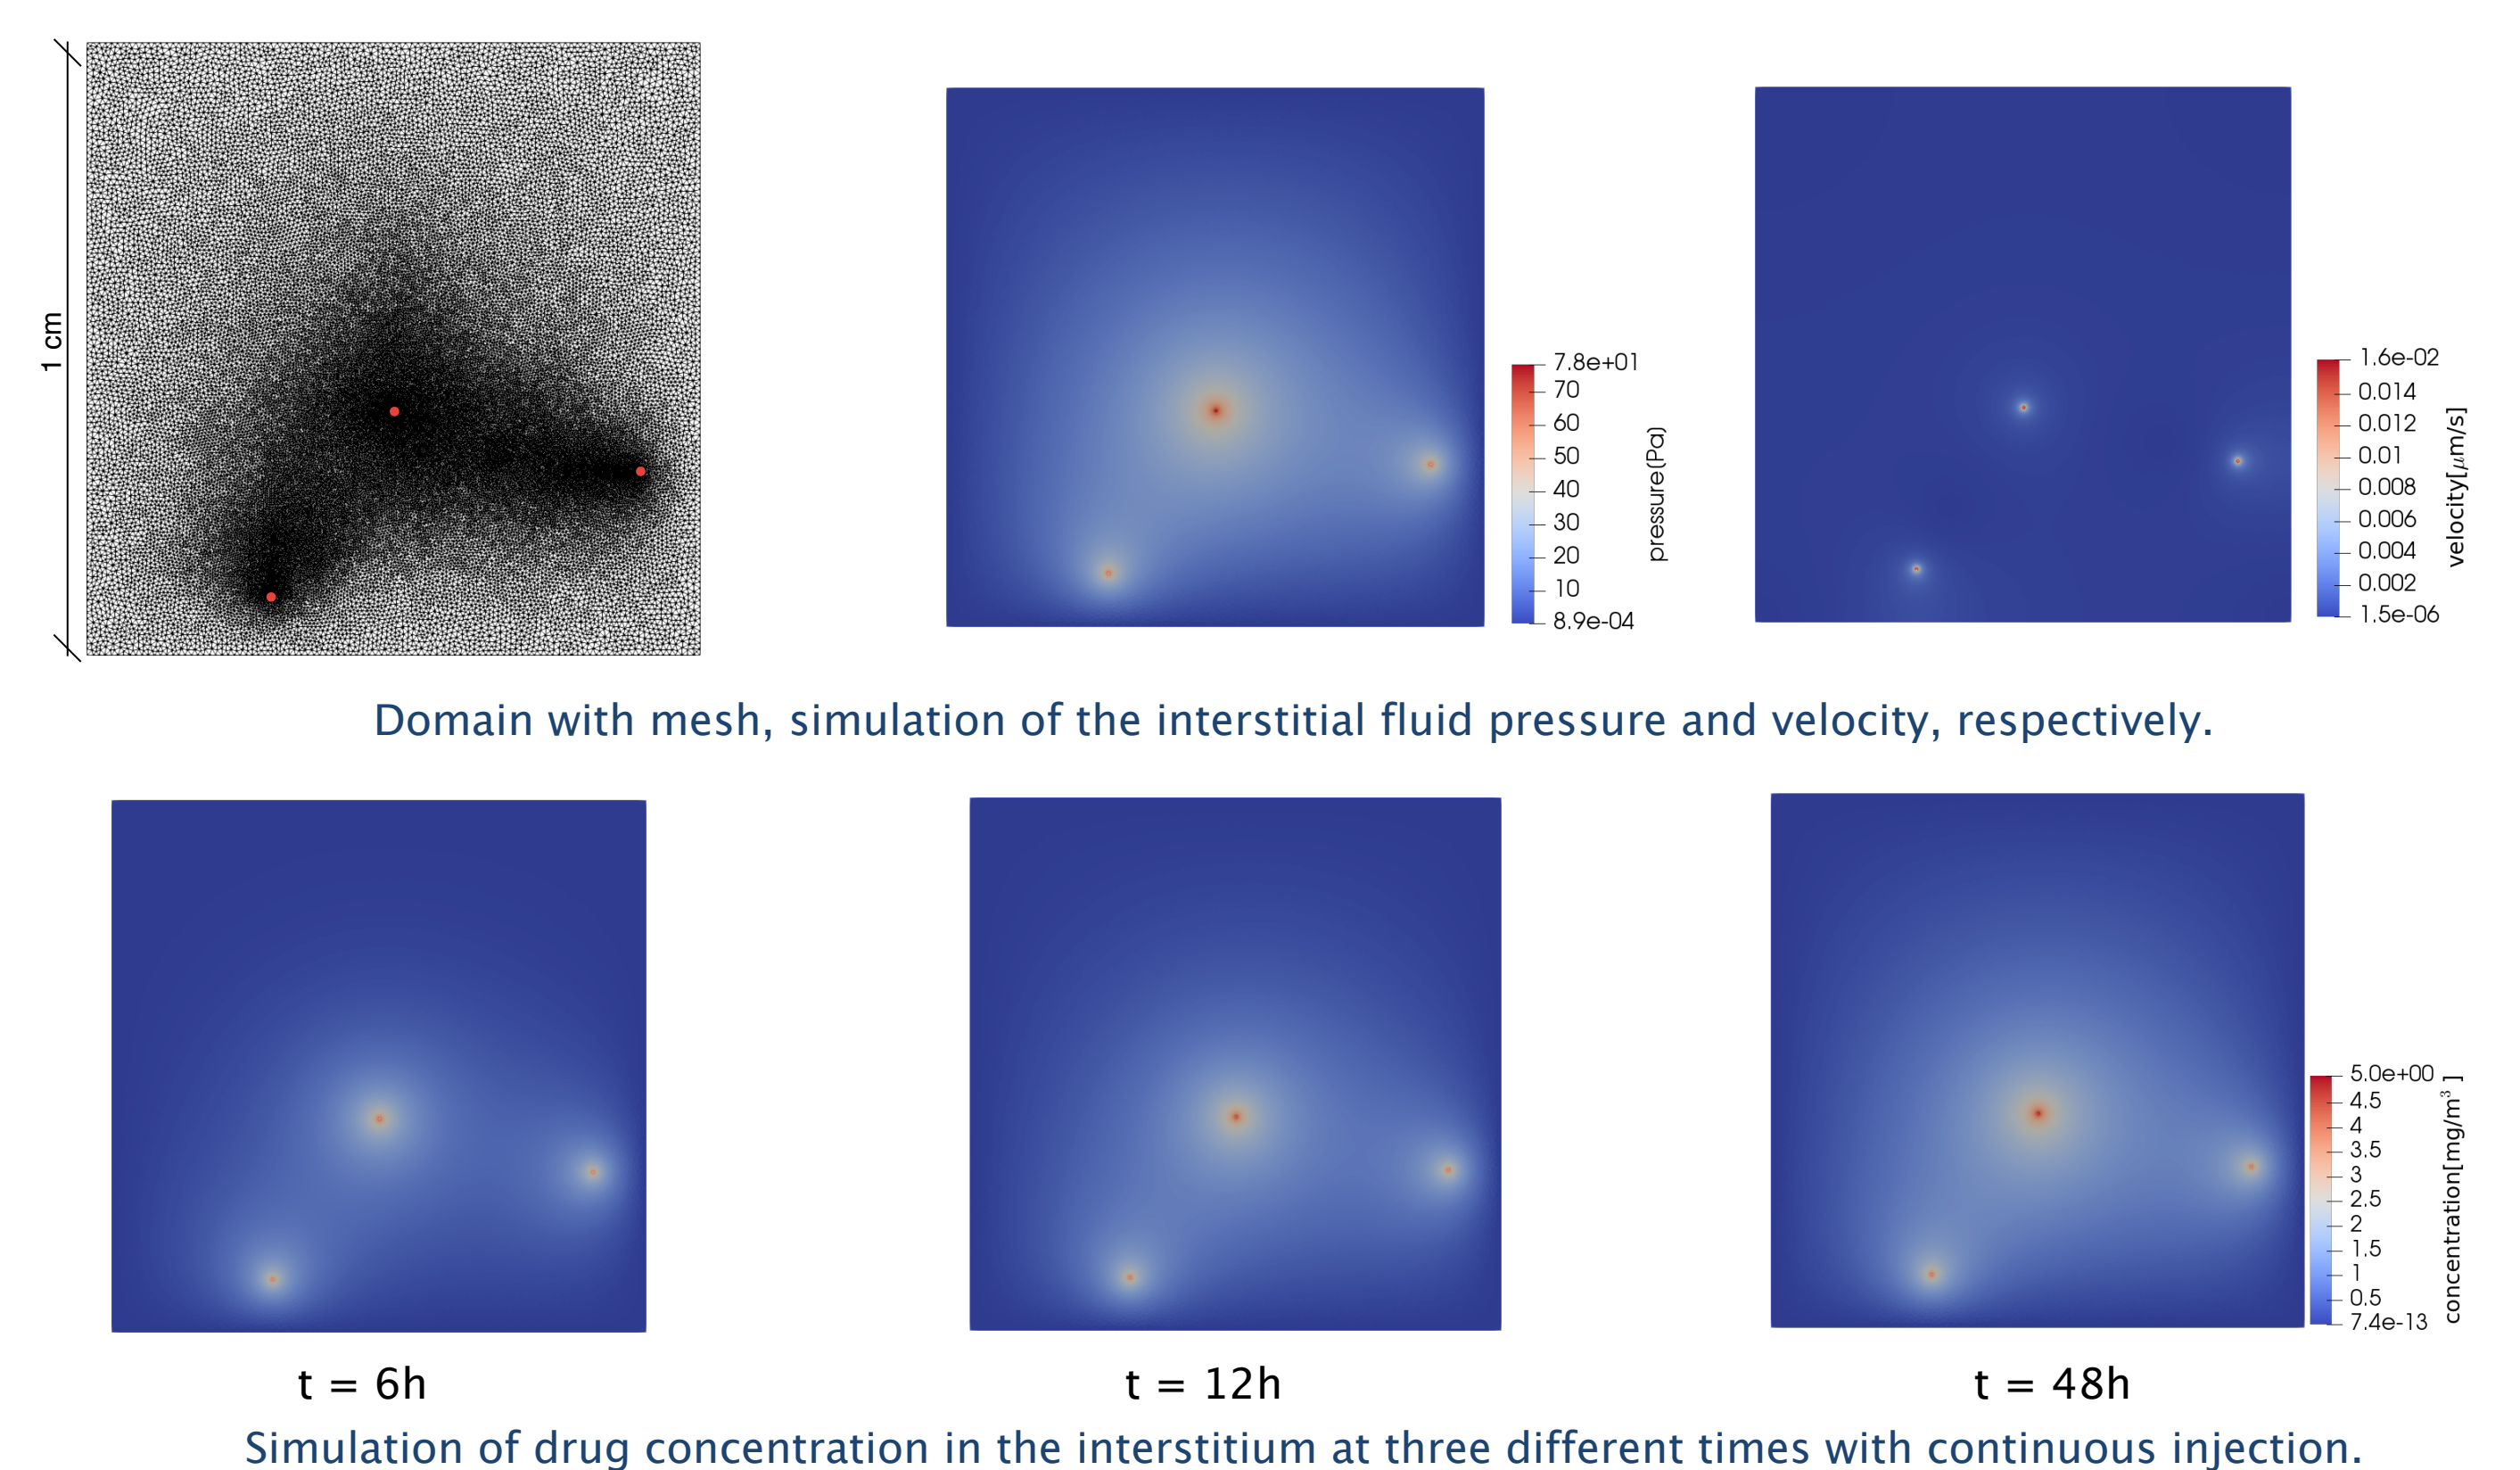 1 cm
7.8e+01
70
60
50
40
30
20
10
8.9e-04
pressure(Pa)
1.6e-02
0.014
0.012
0.01
0.008
0.006
0.004
0.002
1.5e-06
velocity[μm/s]
Domain with mesh, simulation of the interstitial fluid pressure and velocity, respectively.
5.0e+00
4.5
4
3.5
3
2.5
2
1.5
1
0.5
7.4e-13
concentration[mg/m³ ]
t = 6h
t = 12h
t = 48h
Simulation of drug concentration in the interstitium at three different times with continuous injection.